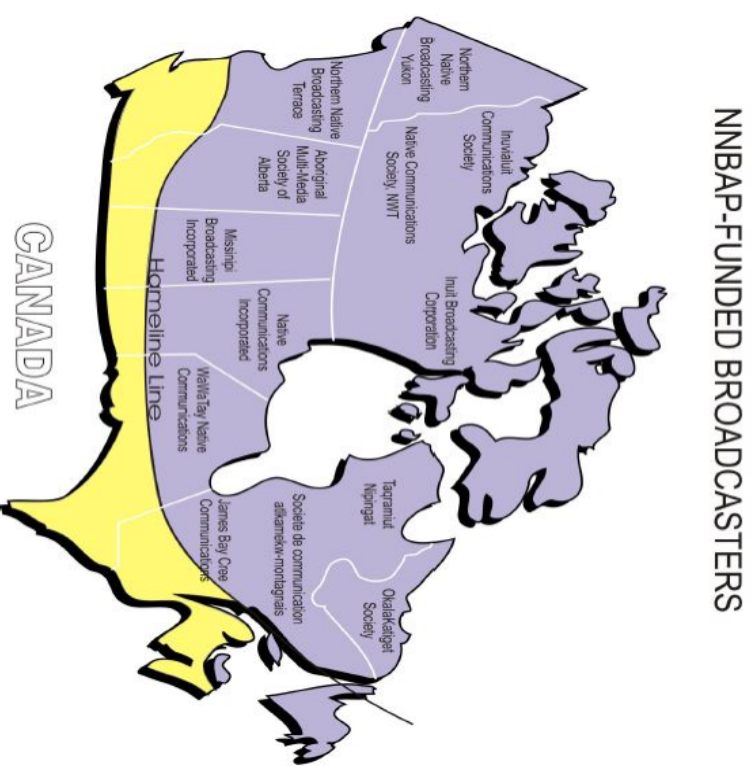 NNBAP-FUNDED BROADCASTERS
Northern
Native
Broadcasting
Yukon
Inuvialuit
Communications
Society
Native Communications
Society, NWT
Inuit Broadcasting
Corporation
Northern Native
Broadcasting
Terrace
Aboriginal
Multi-Media
Society of
Alberta
Missinipi
Broadcasting
Incorporated
Native
Communications
Incorporated
WaWaTay Native
Communications
Taqramiut
Nipingat
OkalaKatiget
Society
Societe de communication
atikamekw-montagnais
James Bay Cree
Communications
Hameline Line
CANADA